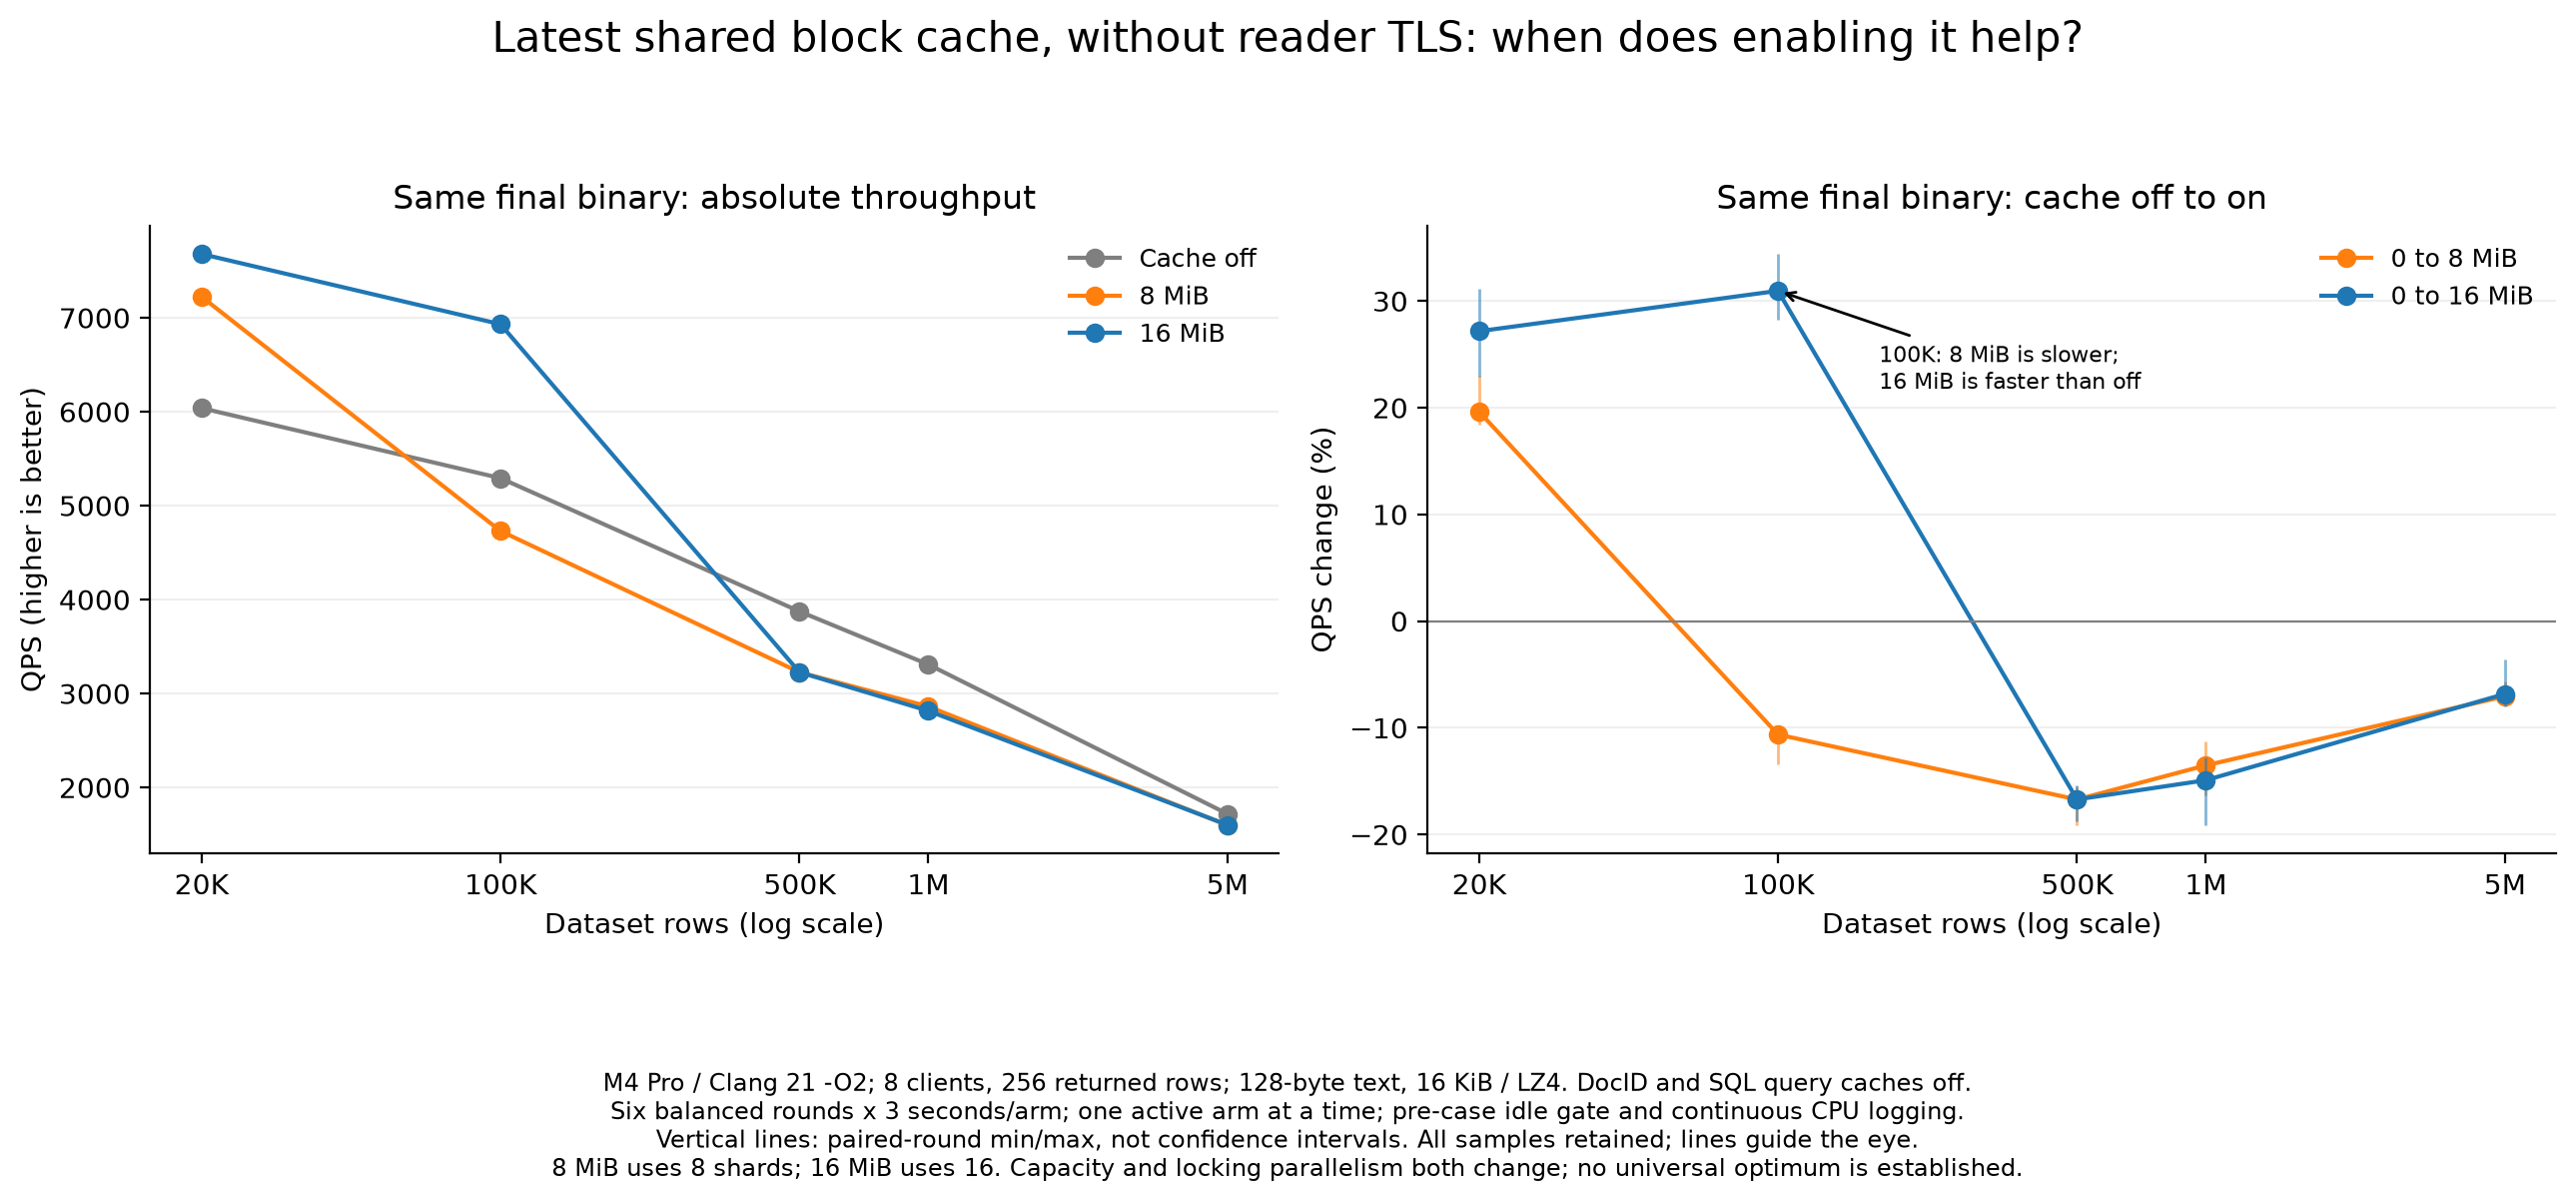 Latest shared block cache, without reader TLS: when does enabling it help?
Same final binary: absolute throughput
QPS (higher is better)
7000
6000
5000
4000
3000
2000
Cache off
8 MiB
16 MiB
20K
100K
500K
1M
5M
Dataset rows (log scale)
Same final binary: cache off to on
QPS change (%)
30
20
10
0
−10
−20
0 to 8 MiB
0 to 16 MiB
100K: 8 MiB is slower;
16 MiB is faster than off
20K
100K
500K
1M
5M
Dataset rows (log scale)
M4 Pro / Clang 21 -O2; 8 clients, 256 returned rows; 128-byte text, 16 KiB / LZ4. DocID and SQL query caches off.
Six balanced rounds x 3 seconds/arm; one active arm at a time; pre-case idle gate and continuous CPU logging.
Vertical lines: paired-round min/max, not confidence intervals. All samples retained; lines guide the eye.
8 MiB uses 8 shards; 16 MiB uses 16. Capacity and locking parallelism both change; no universal optimum is established.